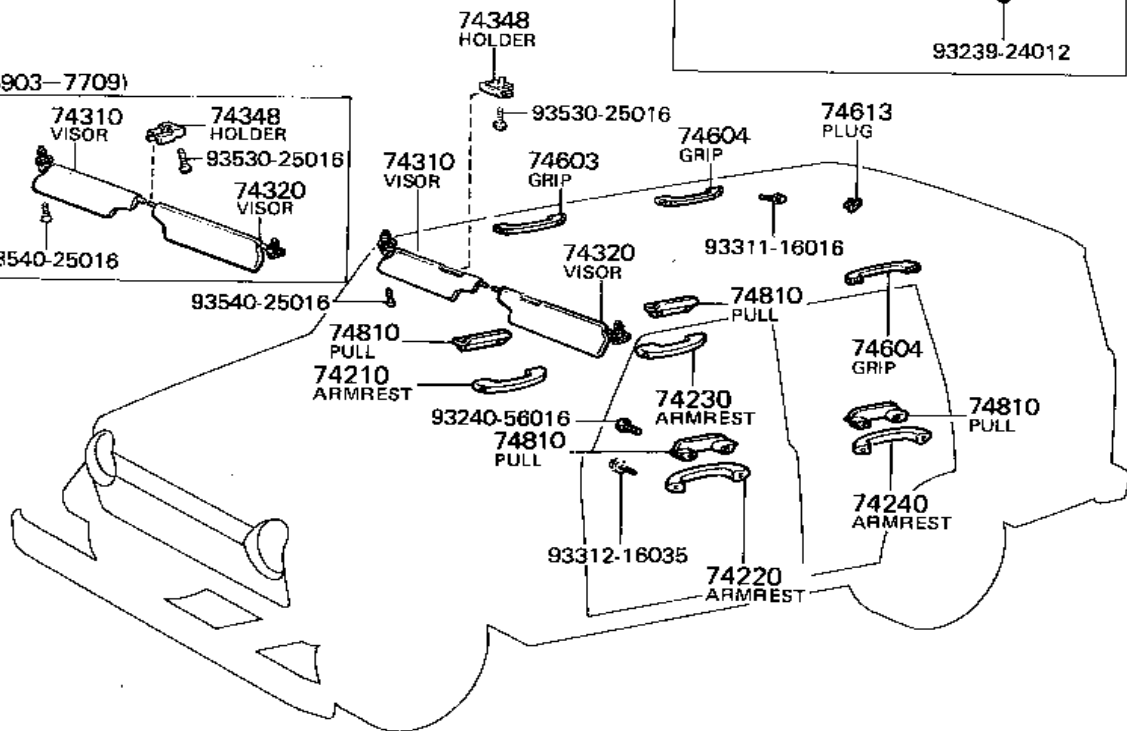 74348
HOLDER
93239-24012
903-7709)
74310
VISOR
74348
HOLDER
93530-25016
74320
VISOR
540-25016
93530-25016
74613
PLUG
74604
GRIP
74603
GRIP
74310
VISOR
93311-16016
74320
VISOR
93540-25016
74810
PULL
74810
PULL
74604
GRIP
74210
ARMREST
74230
ARMREST
93240-56016
74810
PULL
74810
PULL
74240
ARMREST
93312-16035
74220
ARMREST